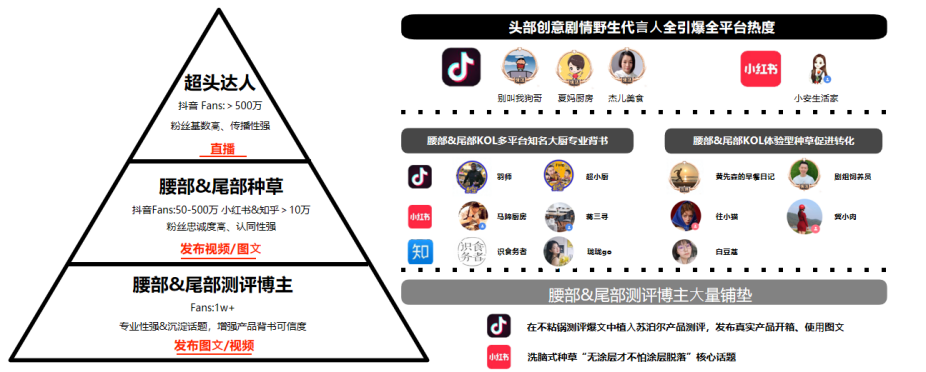 超头达人
抖音 Fans:＞500万
粉丝基数高、传播性强
直播
腰部&尾部种草
抖音Fans:50-500万 小红书&知乎＞10万
粉丝忠诚度高、认同性强
发布视频/图文
腰部&尾部测评博主
Fans:1w+
专业性强&沉淀话题，增强产品背书可信度
发布图文/视频
头部创意剧情野生代言人全引爆全平台热度
小红书
别叫我狗哥 夏妈厨房 杰儿美食 小安生活家
腰部&尾部KOL多平台知名大厨专业背书
羽师 超小厨
小红书 马脚厨房 蒋三寻
知 识食务者 识食务者 珑珑go
腰部&尾部KOL体验型种草促进转化
黄先森的早餐日记 剧组饲养员
任小猫 黄小肉
白豆蔻
腰部&尾部测评博主大量铺垫
在不粘锅测评爆文中植入苏泊尔产品测评，发布真实产品开箱、使用图文
小红书 洗脑式种草“无涂层才不怕涂层脱落”核心话题